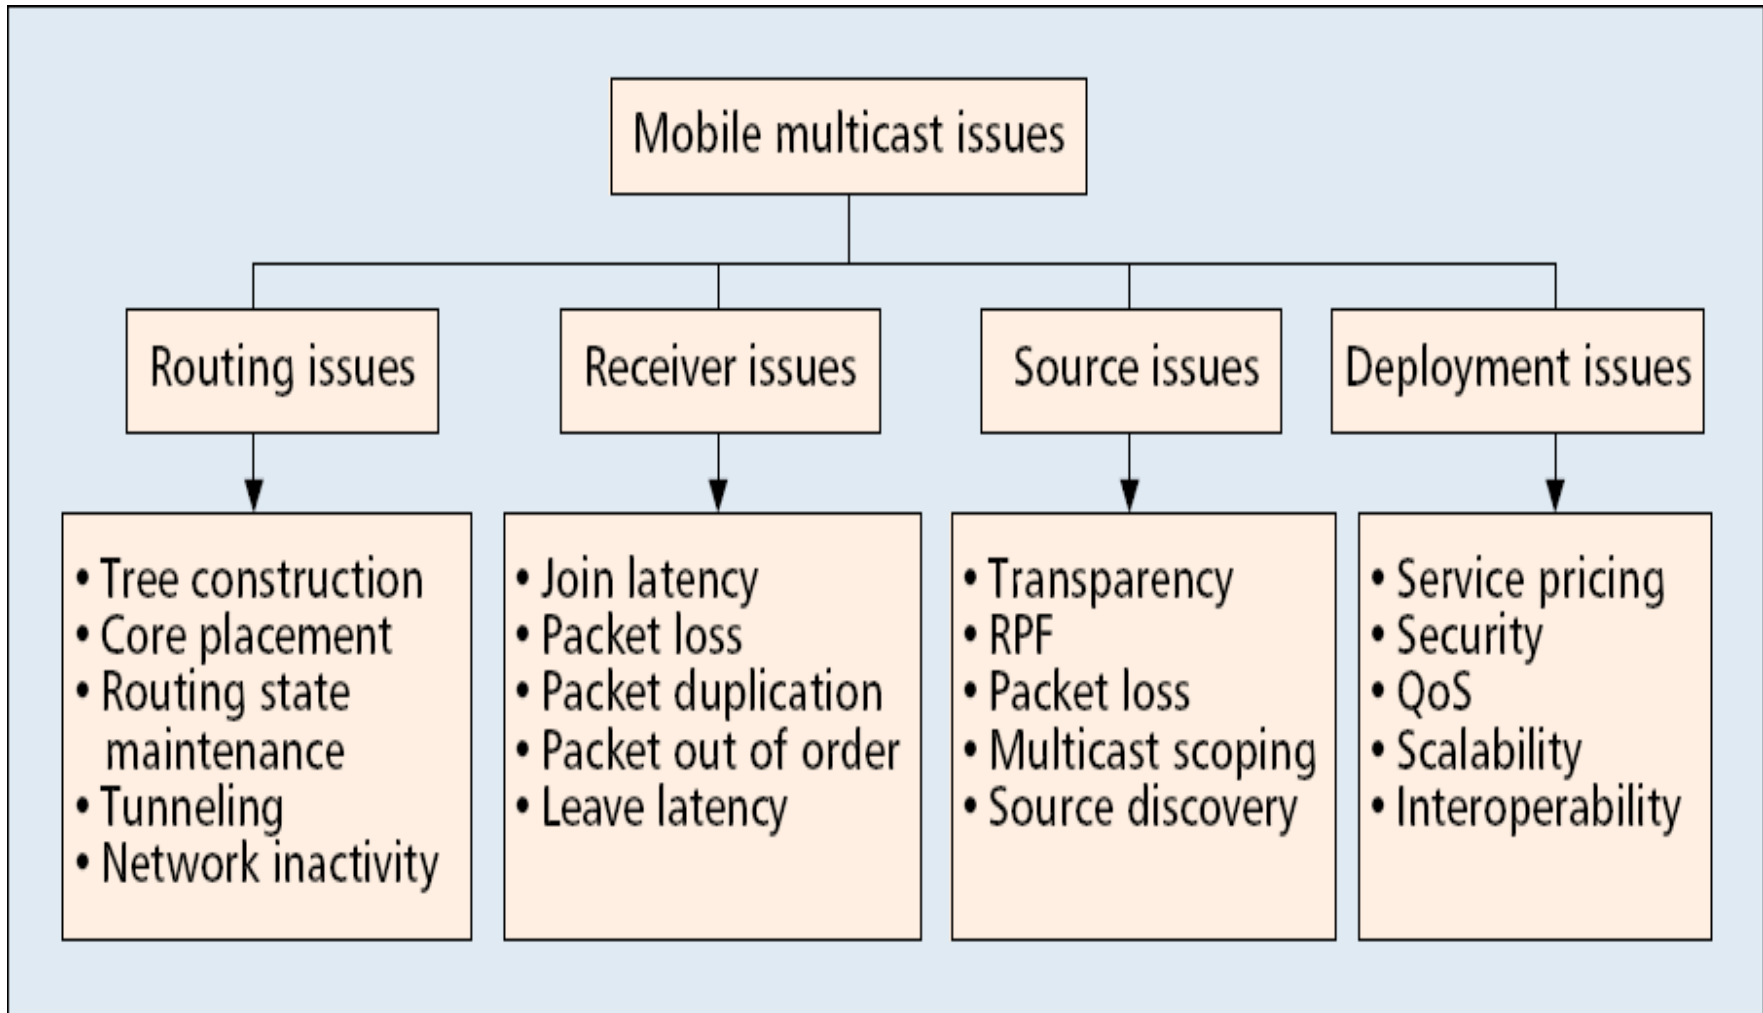 Mobile multicast issues
Routing issues
Receiver issues
Source issues
Deployment issues
• Tree construction
• Core placement
• Routing state
maintenance
• Tunneling
• Network inactivity
• Join latency
• Packet loss
• Packet duplication
• Packet out of order
• Leave latency
• Transparency
• RPF
• Packet loss
• Multicast scoping
• Source discovery
• Service pricing
• Security
• QoS
• Scalability
• Interoperability